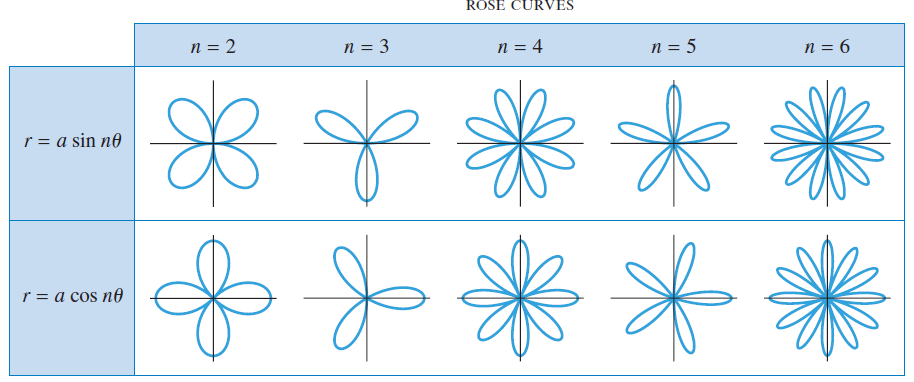 ROSE CURVES
n = 2 n = 3 n = 4 n = 5 n = 6
r = a sin nθ
r = a cos nθ